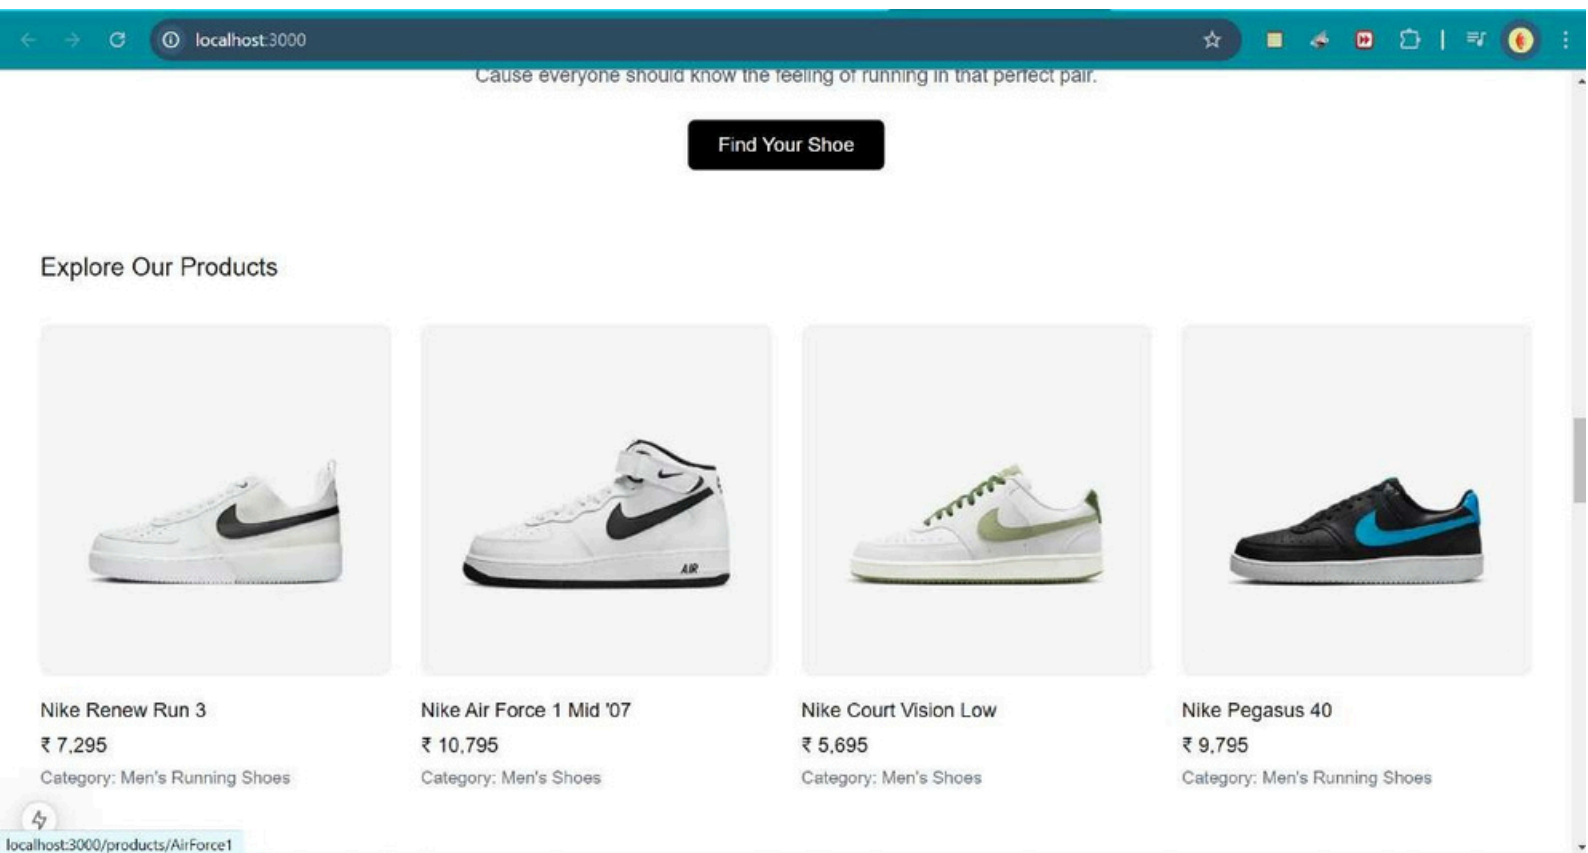 localhost:3000
Cause everyone should know the feeling of running in that perfect pair.
Find Your Shoe
Explore Our Products
AIR
Nike Renew Run 3
₹ 7,295
Category: Men's Running Shoes
Nike Air Force 1 Mid '07
₹ 10,795
Category: Men's Shoes
Nike Court Vision Low
₹ 5,695
Category: Men's Shoes
Nike Pegasus 40
₹ 9,795
Category: Men's Running Shoes
localhost:3000/products/AirForce1